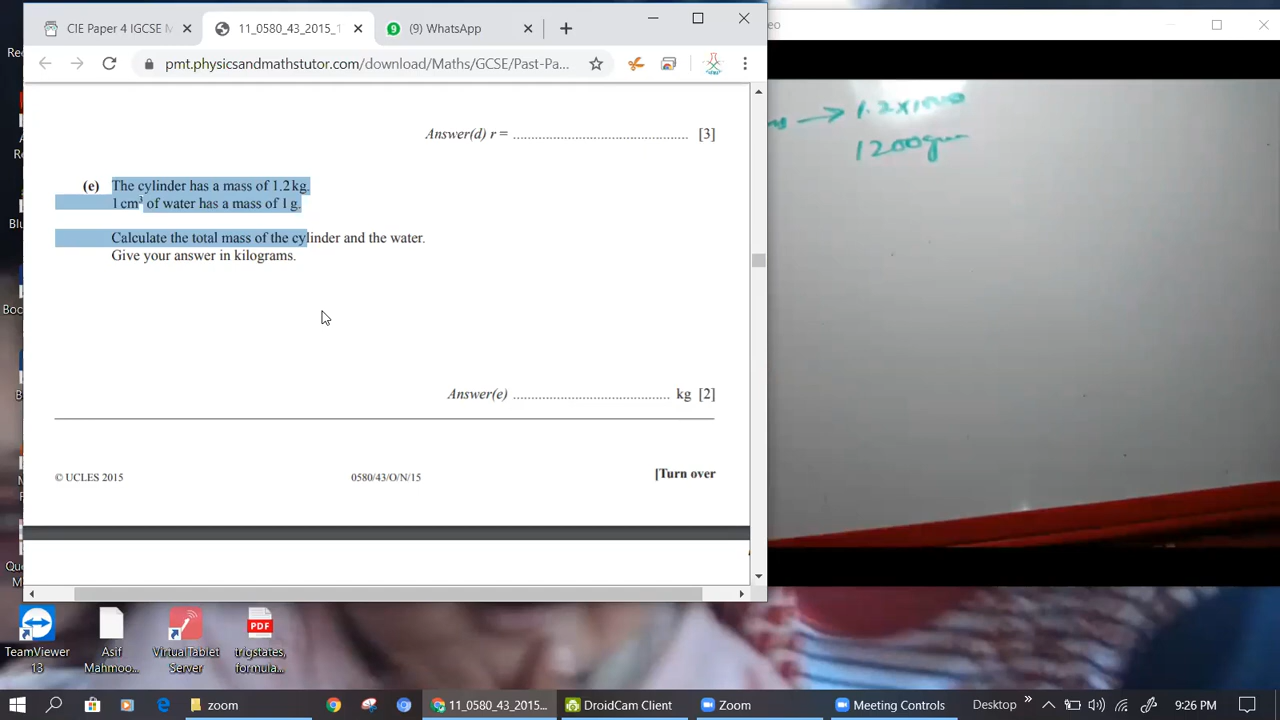 CE Paper 4 IGCSE M
11_0580_43_2015_
(9) WhatsApp
pmt.physicsandmathstutor.com/download/Maths/GCSE/Past-Pa...
eo
Answer(d) r = ............................................ [3]
(e) The cylinder has a mass of 1.2 kg.
1 cm³ of water has a mass of 1 g.
Calculate the total mass of the cylinder and the water.
Give your answer in kilograms.
Answer(e) ........................................ kg [2]
© UCLES 2015
0580/43/O/N/15
[Turn over
→ 1.2×1000
1200gm
TeamViewer
13
Asif
Mahmoo...
VirtualTablet
Server
PDF
trigstates,
formula...
zoom
11_0580_43_2015...
DroidCam Client
Zoom
Meeting Controls
Desktop
9:26 PM